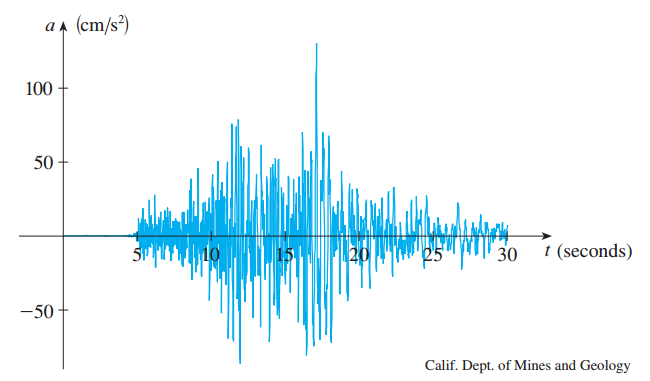 a (cm/s²)
100
50
5 10 15 20 25 30 t (seconds)
−50
Calif. Dept. of Mines and Geology